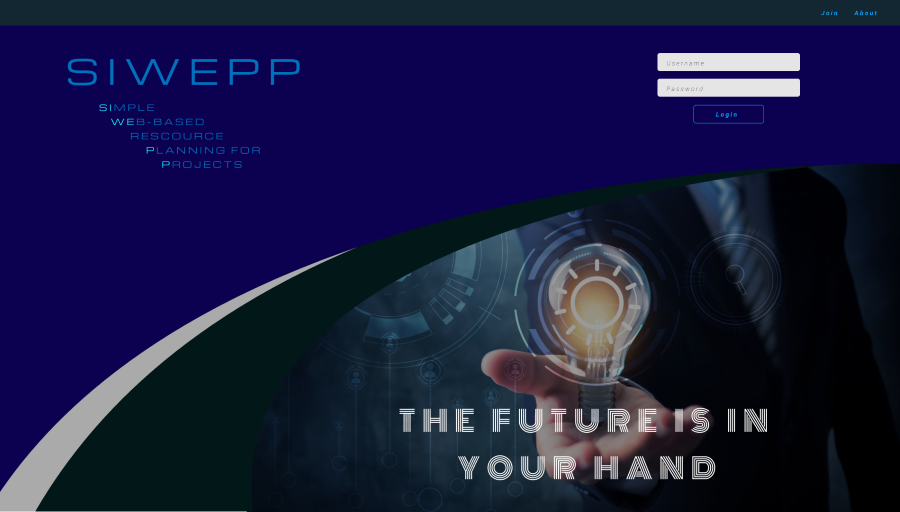 Join About
SIWEPP
Username
SIMPLE
Password
WEB-BASED
Login
RESCOURCE
PLANNING FOR
PROJECTS
THE FUTURE IS IN
YOUR HAND